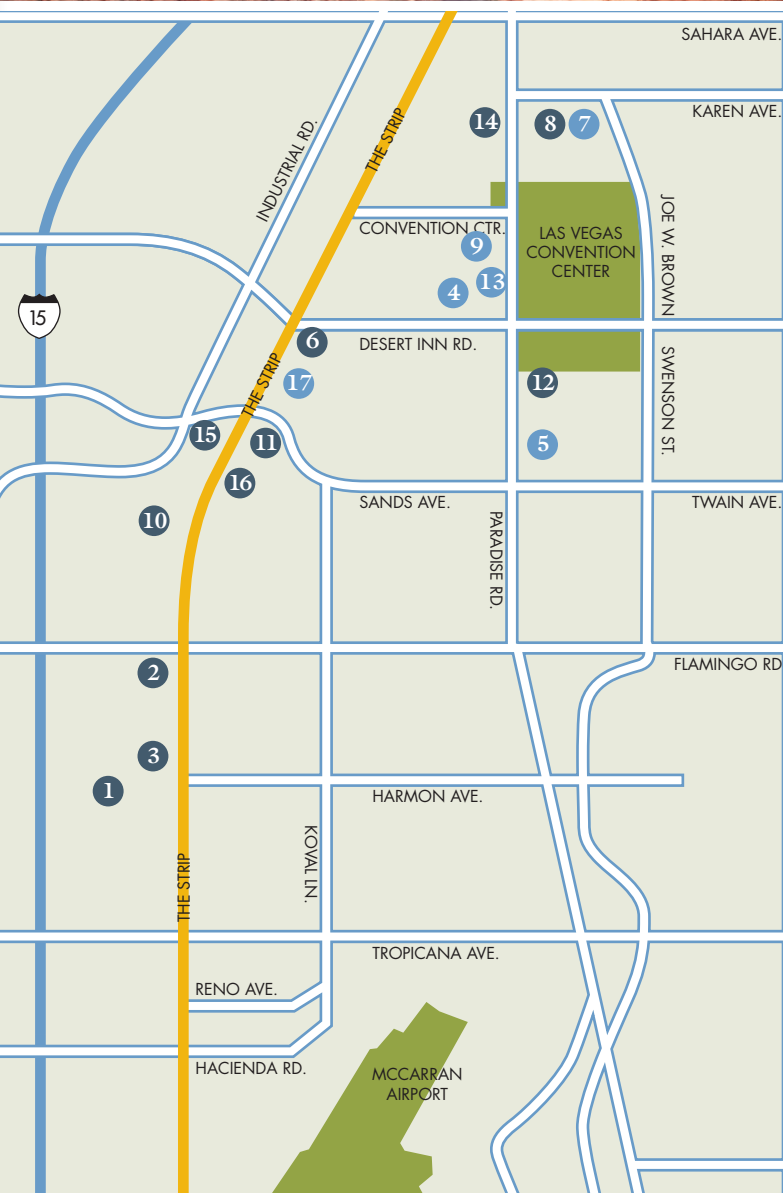 SAHARA AVE.
KAREN AVE.
14
8
7
INDUSTRIAL RD.
THE STRIP
JOE W. BROWN
CONVENTION CTR.
LAS VEGAS
CONVENTION
CENTER
9
13
4
15
6
DESERT INN RD.
THE STRIP
17
12
SWENSON ST.
15
11
5
16
SANDS AVE.
TWAIN AVE.
10
PARADISE RD.
2
FLAMINGO RD
3
1
HARMON AVE.
KOVAL LN.
THE STRIP
TROPICANA AVE.
RENO AVE.
HACIENDA RD.
MCCARRAN
AIRPORT